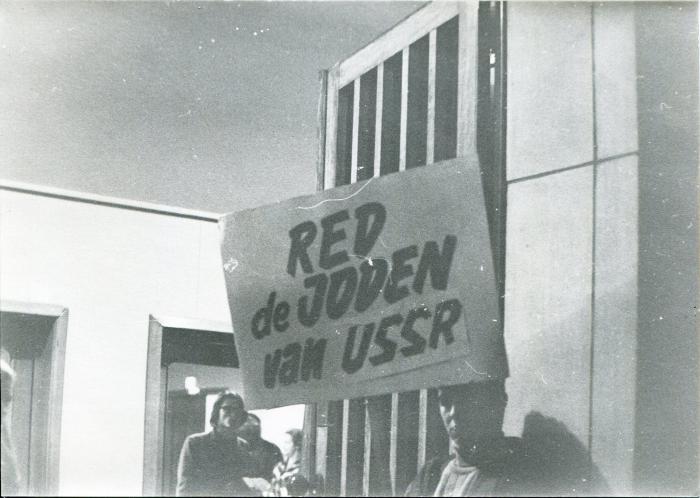 RED
de JODEN
van USSR